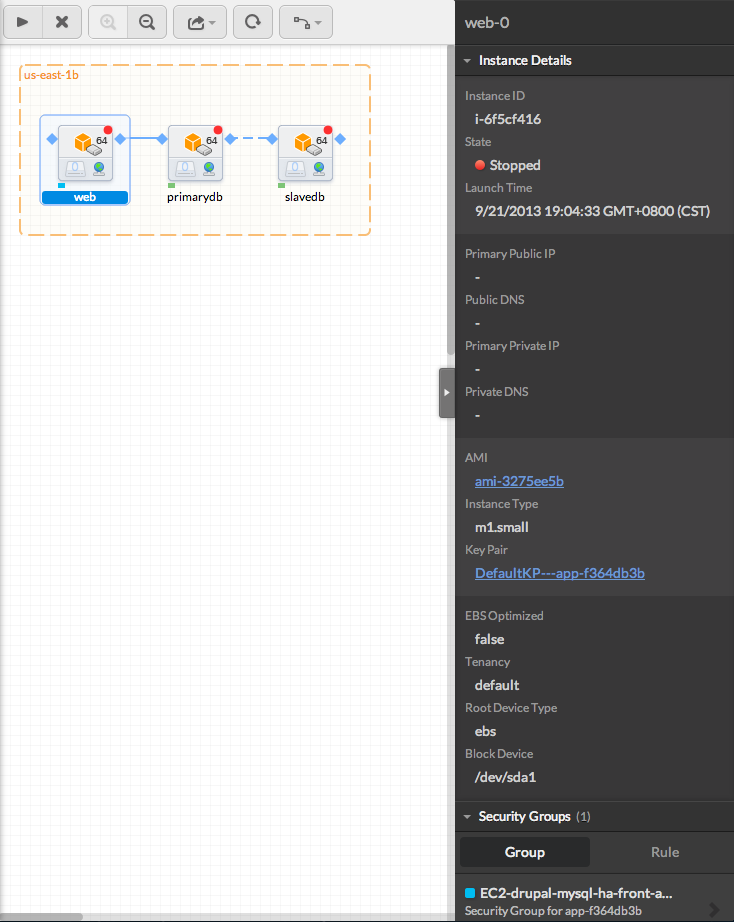 us-east-1b
64
64
64
web
primarydb
slavedb
web-0
Instance Details
Instance ID
i-6f5cf416
State
Stopped
Launch Time
9/21/2013 19:04:33 GMT+0800 (CST)
Primary Public IP
-
Public DNS
-
Primary Private IP
-
Private DNS
-
AMI
ami-3275ee5b
Instance Type
m1.small
Key Pair
DefaultKP---app-f364db3b
EBS Optimized
false
Tenancy
default
Root Device Type
ebs
Block Device
/dev/sda1
Security Groups (1)
Group Rule
EC2-drupal-mysql-ha-front-a...
Security Group for app-f364db3b